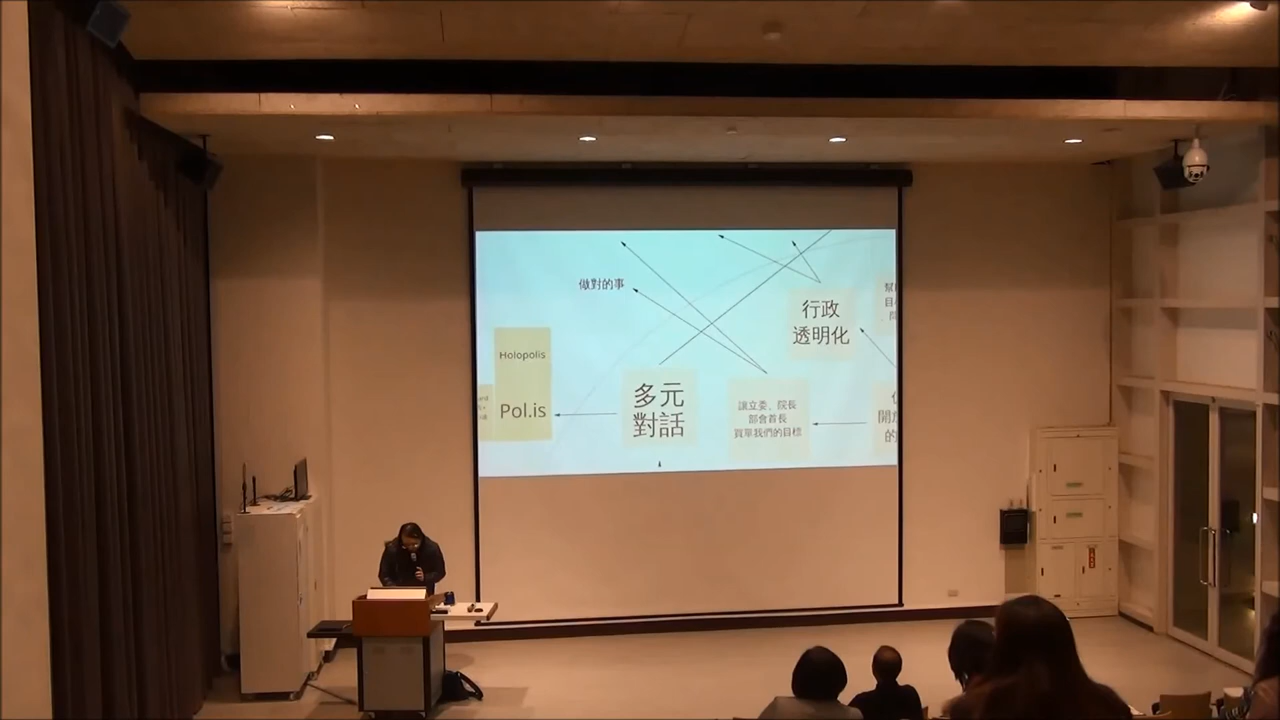 做對的事
行政
透明化
Holopolis
Pol.is
多元
對話
讓立委、院長
部會首長
買單我們的目標